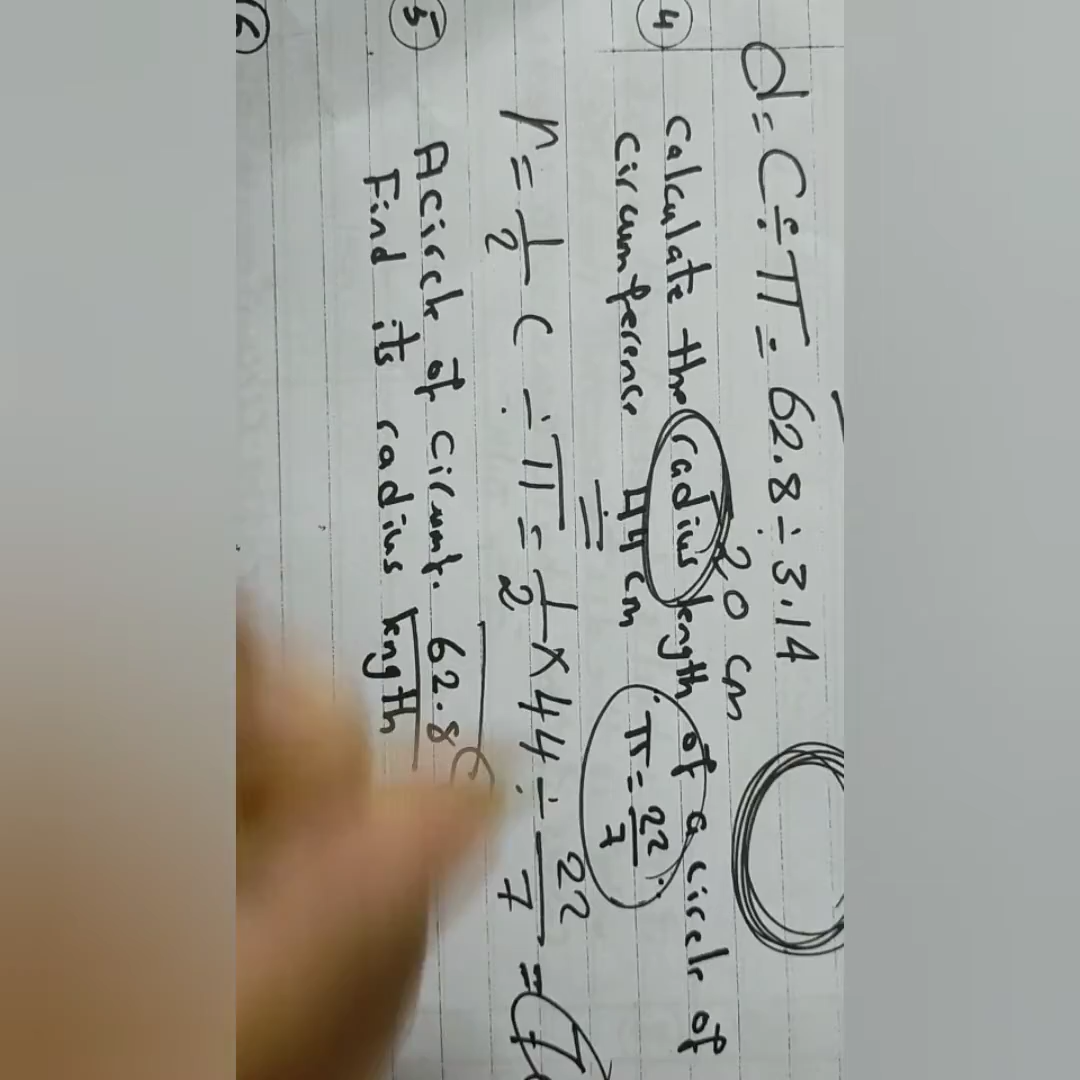 d = C ÷ π = 62.8 ÷ 3.14
20 cm
④ Calculate the radius length of a circle of
circumference 44 cm π = 22/7
r = 1/2 C ÷ π = 1/2 × 44 ÷ 22/7 = 7
⑤ A circle of circumf. 62.8
Find its radius length
⑥